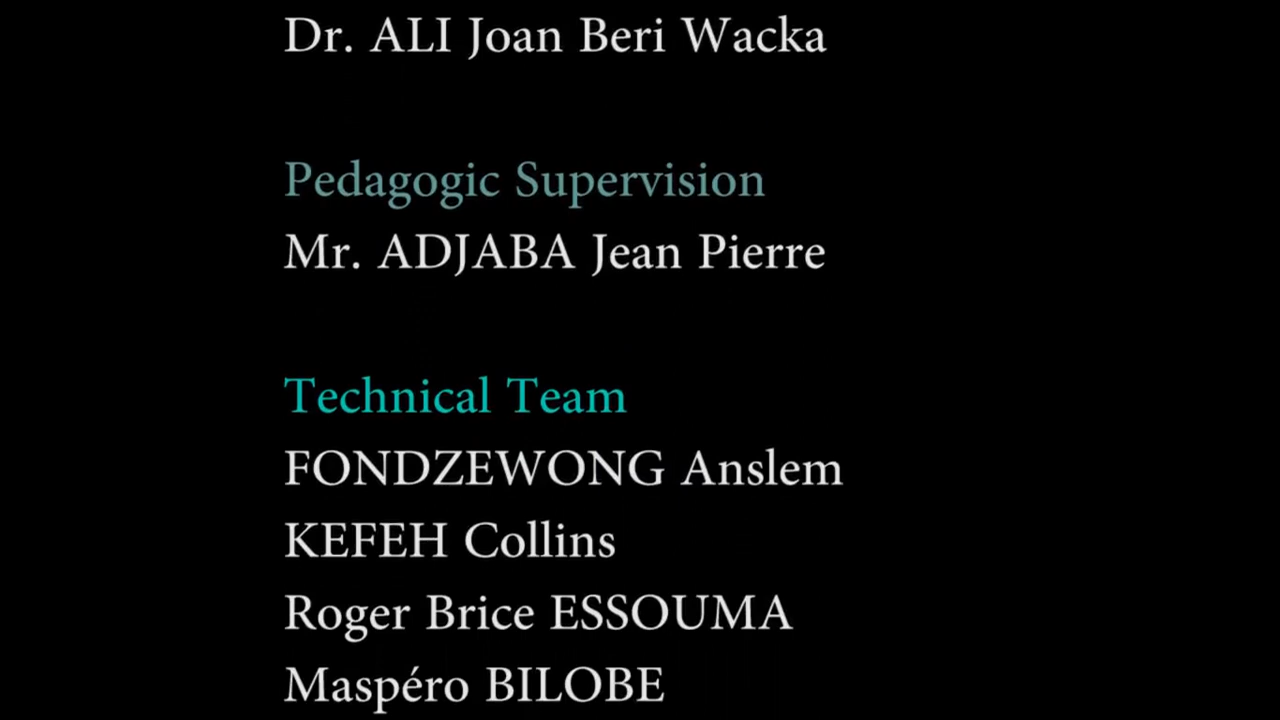 Dr. ALI Joan Beri Wacka
Pedagogic Supervision
Mr. ADJABA Jean Pierre
Technical Team
FONDZEWONG Anslem
KEFEH Collins
Roger Brice ESSOUMA
Maspéro BILOBE